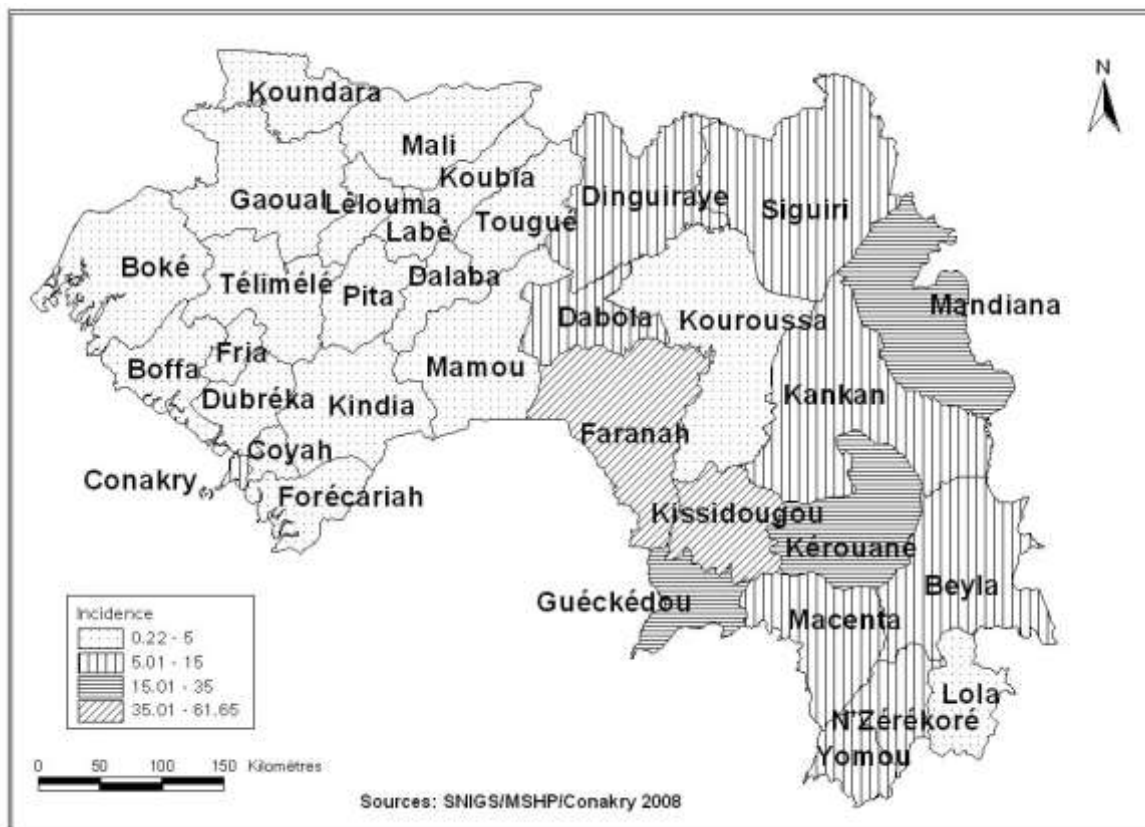 N
Koundara
Mali
Koubia
Gaoual
Lélouma
Labé
Tougué
Dinguiraye
Siguiri
Boké
Télimélé
Pita
Dalaba
Dabola
Kouroussa
Mandiana
Boffa
Fria
Mamou
Dubréka
Kindia
Kankan
Coyah
Faranah
Conakry
Forécariah
Kissidougou
Kérouané
Beyla
Guéckédou
Macenta
Lola
N'Zérékoré
Yomou
Incidence
0.22 - 5
5.01 - 15
15.01 - 35
35.01 - 61.65
0 50 100 150 Kilomètres
Sources: SNIGS/MSHP/Conakry 2008